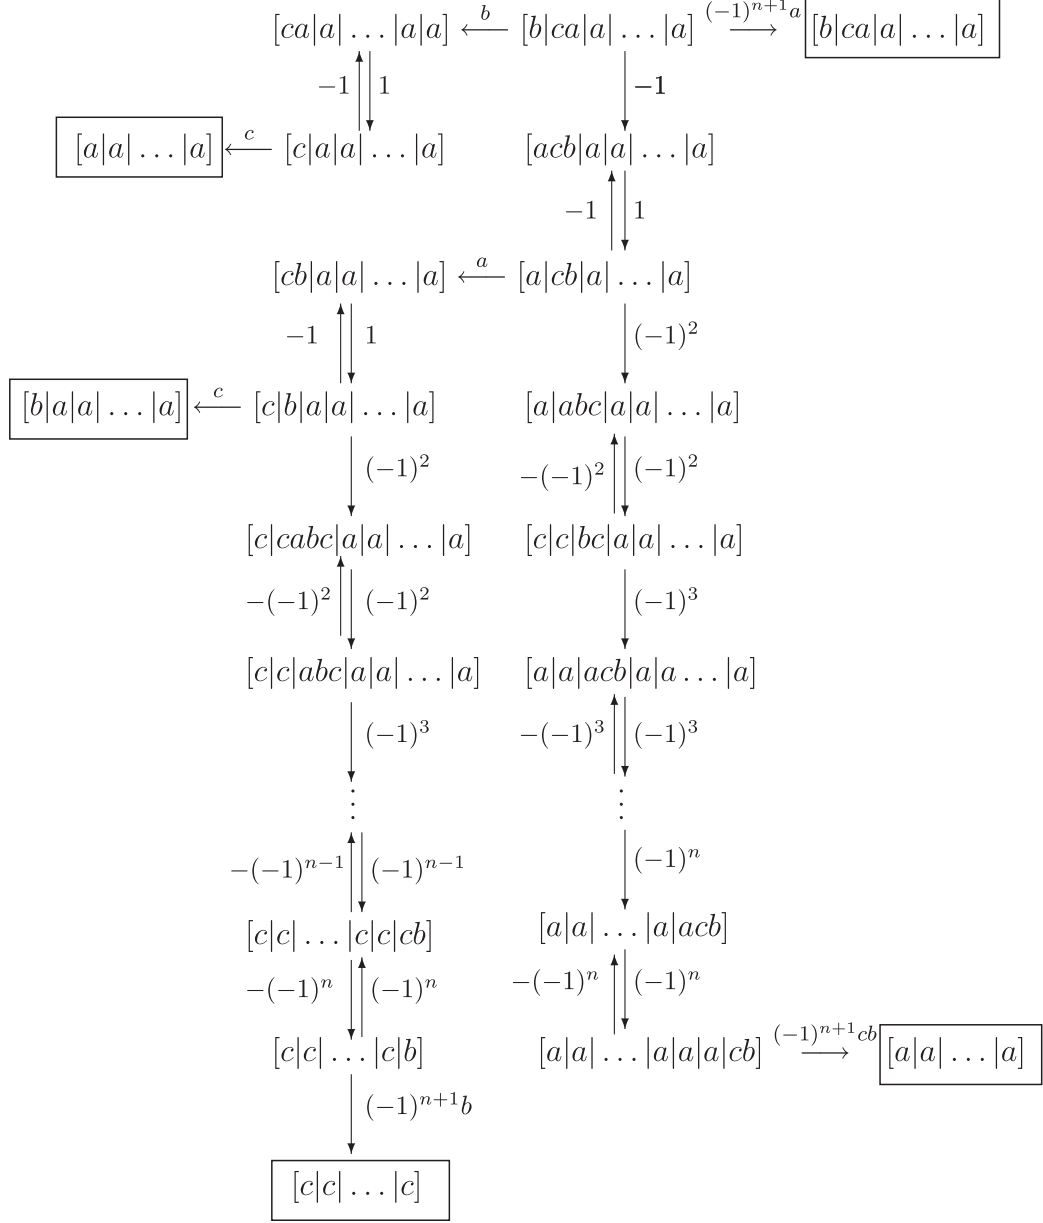 [ca|a| … |a|a] ←b [b|ca|a| … |a] (−1)^{n+1}a → [b|ca|a| … |a]
−1 1 −1
[a|a| … |a] ←c [c|a|a| … |a] [acb|a|a| … |a]
−1 1
[cb|a|a| … |a] ←a [a|cb|a| … |a]
−1 1 (−1)^2
[b|a|a| … |a] ←c [c|b|a|a| … |a] [a|abc|a|a| … |a]
(−1)^2 −(−1)^2 (−1)^2
[c|cabc|a|a| … |a] [c|c|bc|a|a| … |a]
−(−1)^2 (−1)^2 (−1)^3
[c|c|abc|a|a| … |a] [a|a|acb|a|a … |a]
(−1)^3 −(−1)^3 (−1)^3
⋮ ⋮
−(−1)^{n−1} (−1)^{n−1} (−1)^n
[c|c| … |c|c|cb] [a|a| … |a|acb]
−(−1)^n (−1)^n −(−1)^n (−1)^n
[c|c| … |c|b] [a|a| … |a|a|a|cb] (−1)^{n+1}cb → [a|a| … |a]
(−1)^{n+1}b
[c|c| … |c]